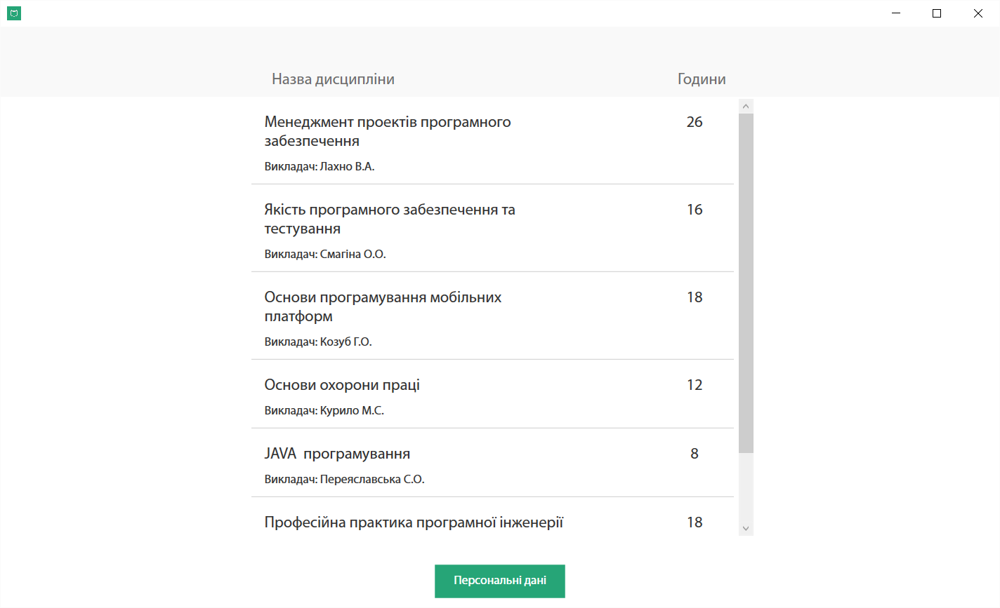 Назва дисципліни Години
Менеджмент проектів програмного 26
забезпечення
Викладач: Лахно В.А.
Якість програмного забезпечення та 16
тестування
Викладач: Смагіна О.О.
Основи програмування мобільних 18
платформ
Викладач: Козуб Г.О.
Основи охорони праці 12
Викладач: Курило М.С.
JAVA  програмування 8
Викладач: Переяславська С.О.
Професійна практика програмної інженерії 18
Персональні дані